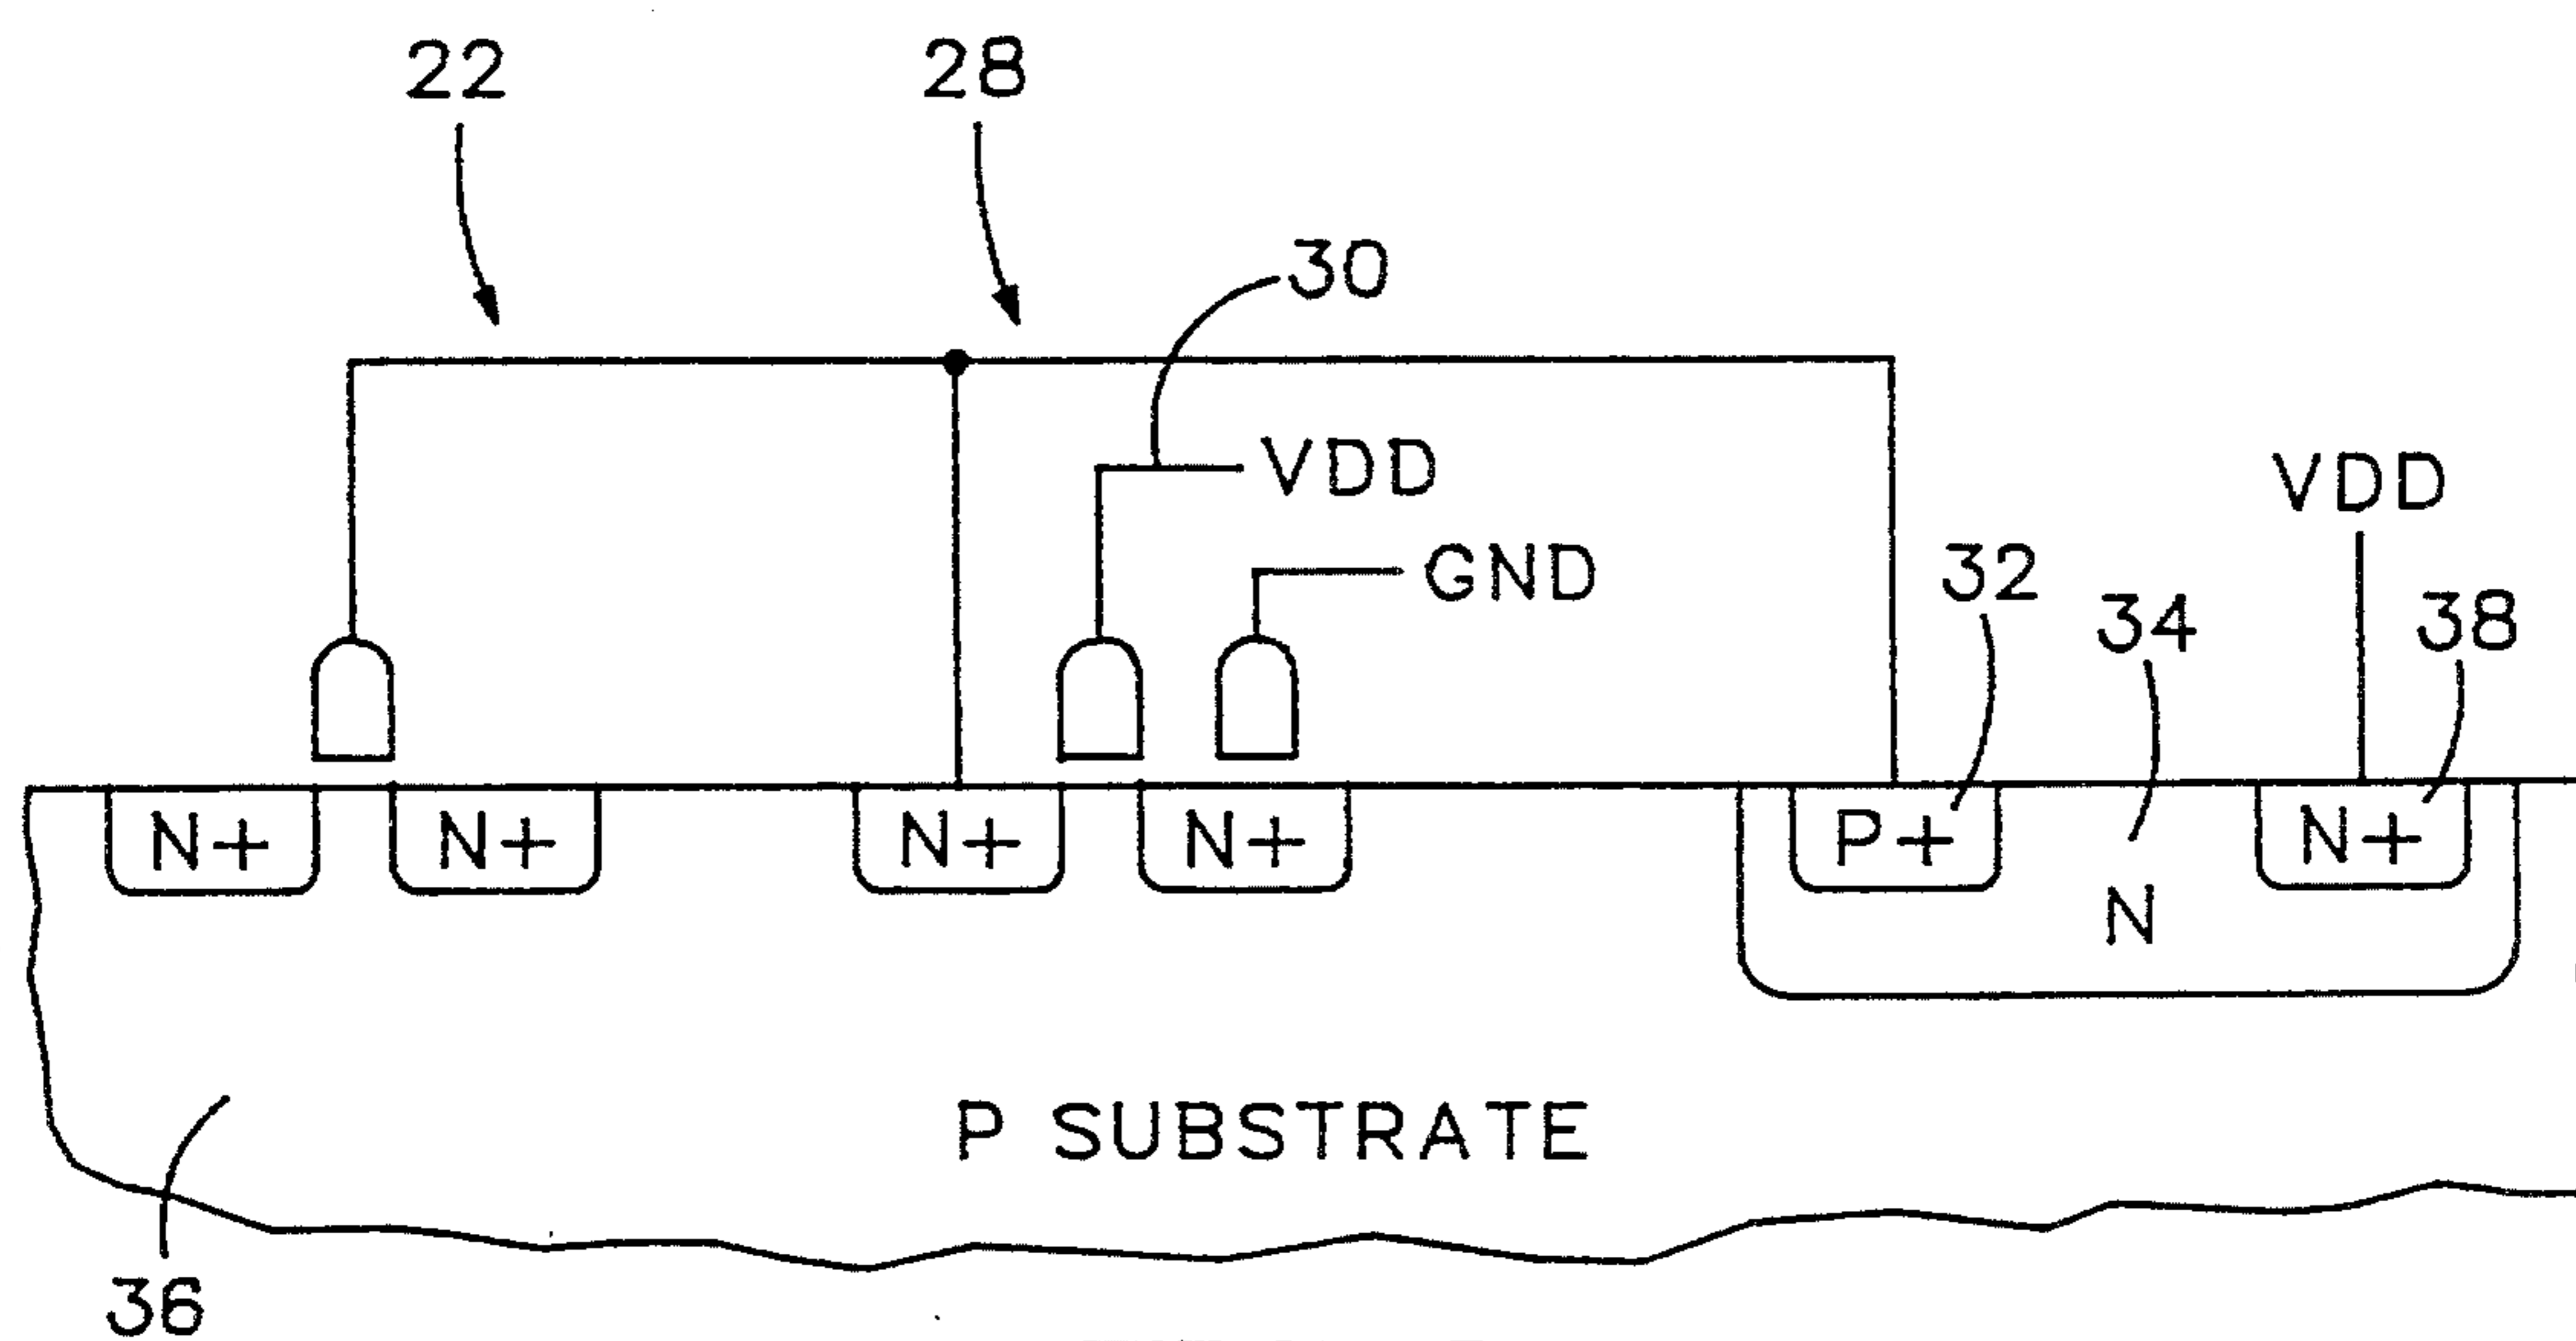 22 28
30
VDD
VDD
GND
32
34
38
N+ N+ N+ N+ P+ N+
N
P SUBSTRATE
36